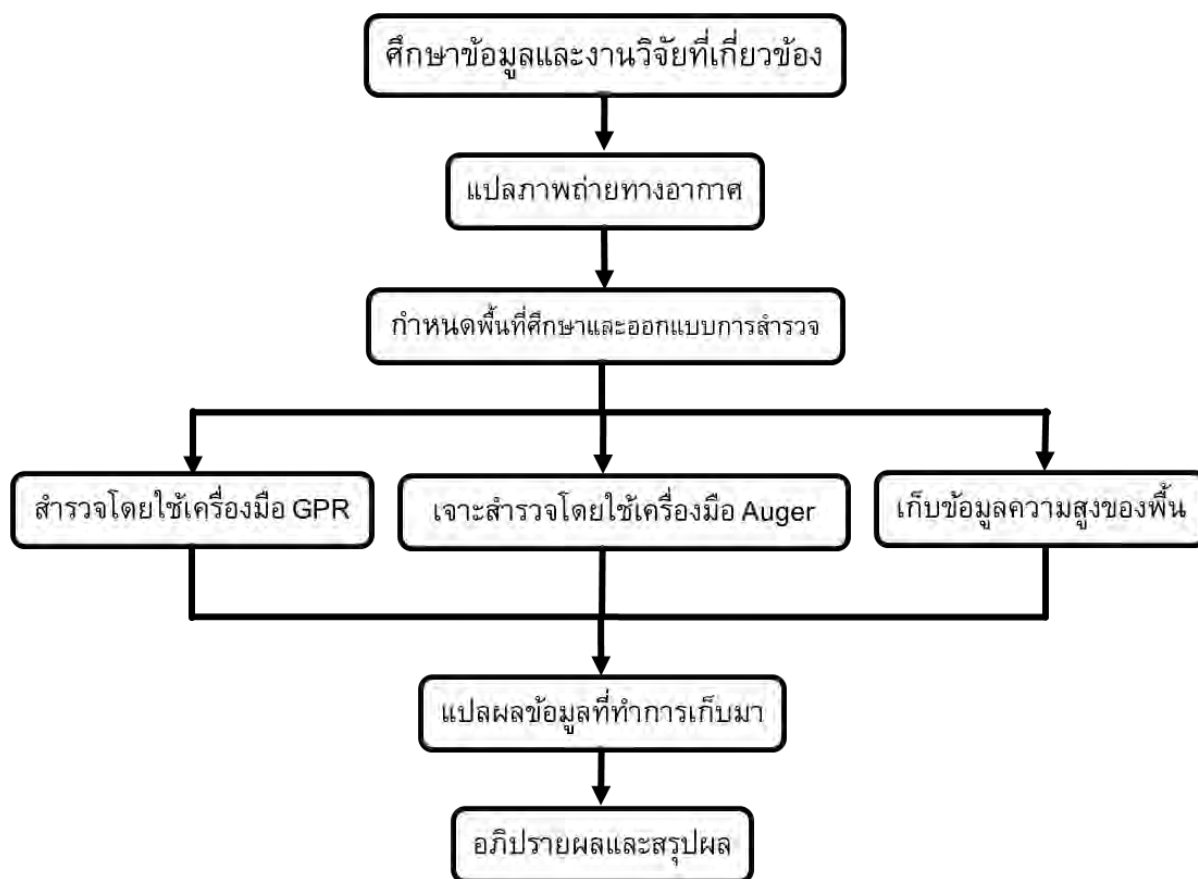 ศึกษาข้อมูลและงานวิจัยที่เกี่ยวข้อง
แปลภาพถ่ายทางอากาศ
กำหนดพื้นที่ศึกษาและออกแบบการสำรวจ
สำรวจโดยใช้เครื่องมือ GPR
เจาะสำรวจโดยใช้เครื่องมือ Auger
เก็บข้อมูลความสูงของพื้น
แปลผลข้อมูลที่ทำการเก็บมา
อภิปรายผลและสรุปผล